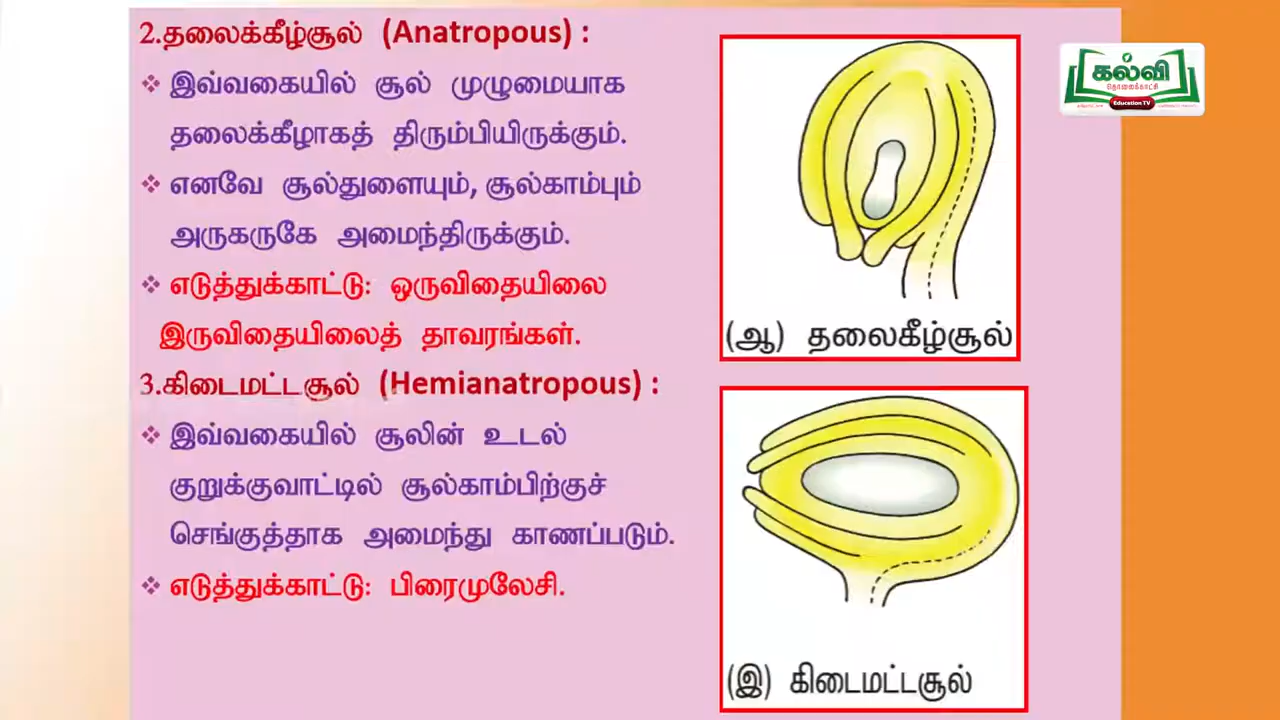 2.தலைக்கீழ்சூல் (Anatropous) :
❖ இவ்வகையில் சூல் முழுமையாக
தலைக்கீழாகத் திரும்பியிருக்கும்.
❖ எனவே சூல்துளையும், சூல்காம்பும்
அருகருகே அமைந்திருக்கும்.
❖ எடுத்துக்காட்டு: ஒருவிதையிலை
இருவிதையிலைத் தாவரங்கள்.
3.கிடைமட்டசூல் (Hemianatropous) :
❖ இவ்வகையில் சூலின் உடல்
குறுக்குவாட்டில் சூல்காம்பிற்குச்
செங்குத்தாக அமைந்து காணப்படும்.
❖ எடுத்துக்காட்டு: பிரைமுலேசி.
(ஆ) தலைகீழ்சூல்
(இ) கிடைமட்டசூல்
கல்வி
தொலைக்காட்சி
Education TV